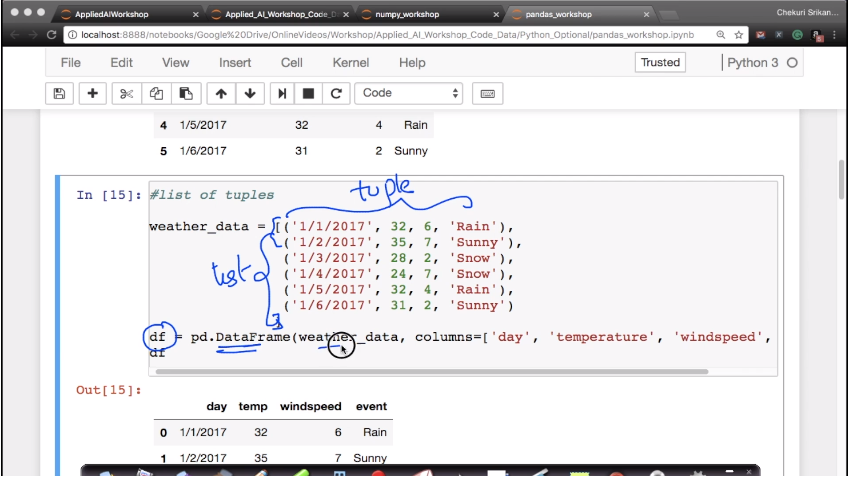 AppliedAIWorkshop
Applied_AI_Workshop_Code_D
numpy_workshop
pandas_workshop
Chekuri Srikan...
localhost:8888/notebooks/Google%20Drive/OnlineVideos/Workshop/Applied_AI_Workshop_Code_Data/Python_Optional/pandas_workshop.ipynb
File Edit View Insert Cell Kernel Help Trusted Python 3
Code
4 1/5/2017 32 4 Rain
5 1/6/2017 31 2 Sunny
tuple
In [15]: #list of tuples
weather_data = [('1/1/2017', 32, 6, 'Rain'),
('1/2/2017', 35, 7, 'Sunny'),
('1/3/2017', 28, 2, 'Snow'),
list
('1/4/2017', 24, 7, 'Snow'),
('1/5/2017', 32, 4, 'Rain'),
('1/6/2017', 31, 2, 'Sunny')
]
df = pd.DataFrame(weather_data, columns=['day', 'temperature', 'windspeed',
df
Out[15]:
day temp windspeed event
0 1/1/2017 32 6 Rain
1 1/2/2017 35 7 Sunny